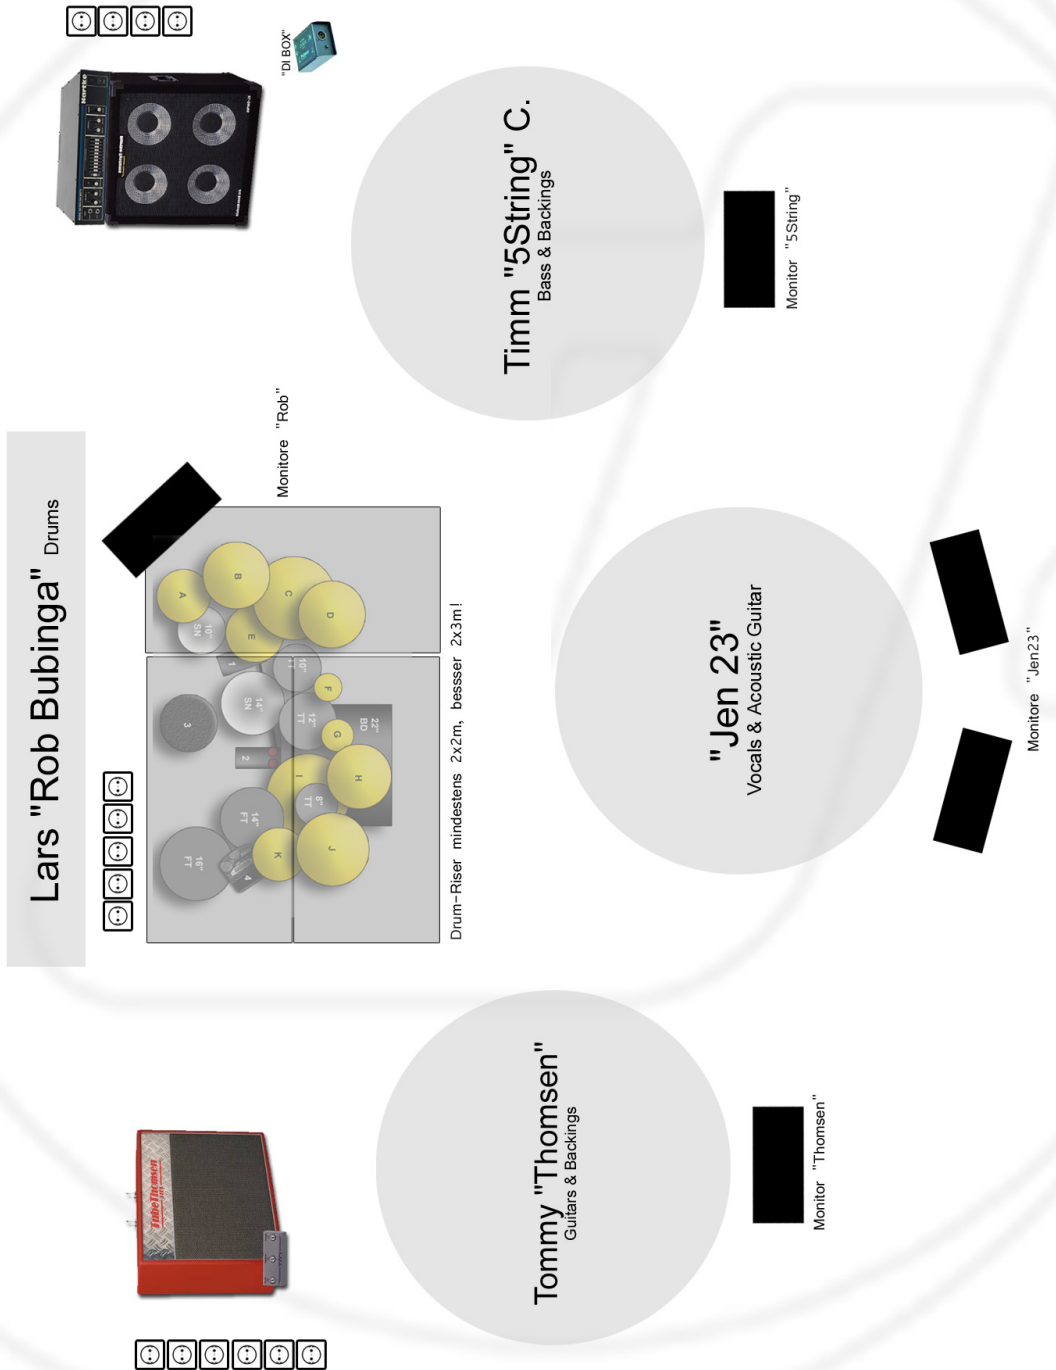 Lars "Rob Bubinga" Drums
Tommy "Thomsen"
Guitars & Backings
Monitor "Thomsen"
TubeThomsen
Drum-Riser mindestens 2x2m, bessser 2x3m!
16"
FT
14"
FT
4
K
J
8"
TT
I
H
2
3
14"
SN
12"
TT
G
22"
BD
F
10"
TT
1
E
10"
SN
A
B
C
D
Monitore "Rob"
"Jen 23"
Vocals & Acoustic Guitar
Monitore "Jen23"
Timm "5String" C.
Bass & Backings
Monitor "5String"
Hartke
"DI BOX"